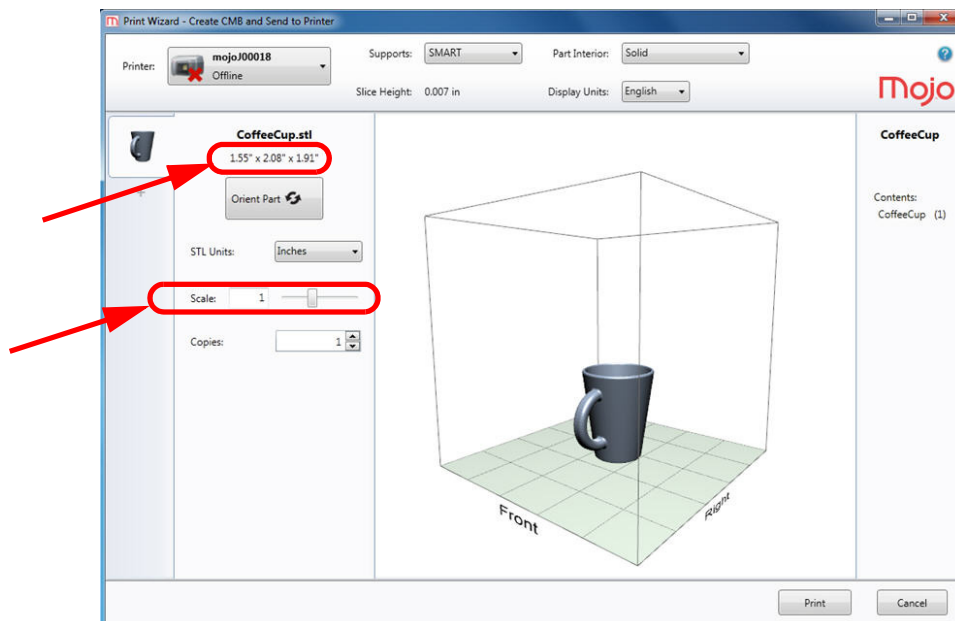 Print Wizard - Create CMB and Send to Printer
Printer:
mojoJ00018
Offline
Supports:
SMART
Part Interior:
Solid
Slice Height:
0.007 in
Display Units:
English
mojo
CoffeeCup.stl
1.55" x 2.08" x 1.91"
Orient Part
STL Units:
Inches
Scale:
1
Copies:
1
Front
Right
CoffeeCup
Contents:
CoffeeCup (1)
Print
Cancel